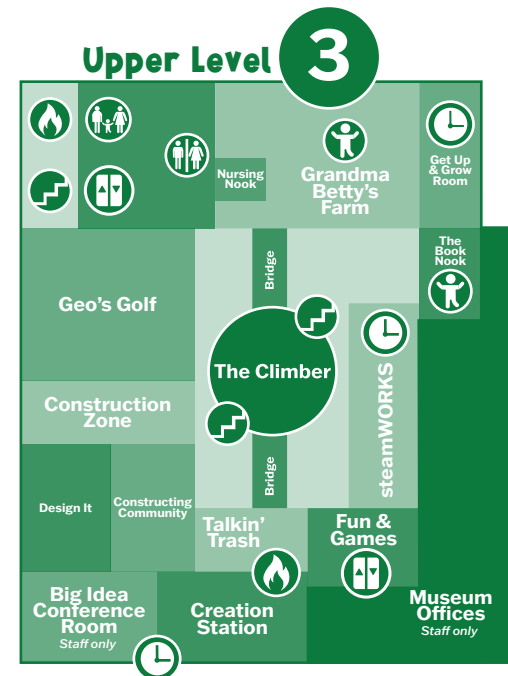 Upper Level 3
Nursing
Nook
Grandma
Betty's
Farm
Get Up
& Grow
Room
The
Book
Nook
Bridge
Geo's Golf
The Climber
steamWORKS
Construction
Zone
Bridge
Design It
Constructing
Community
Talkin'
Trash
Fun &
Games
Big Idea
Conference
Room
Staff only
Creation
Station
Museum
Offices
Staff only